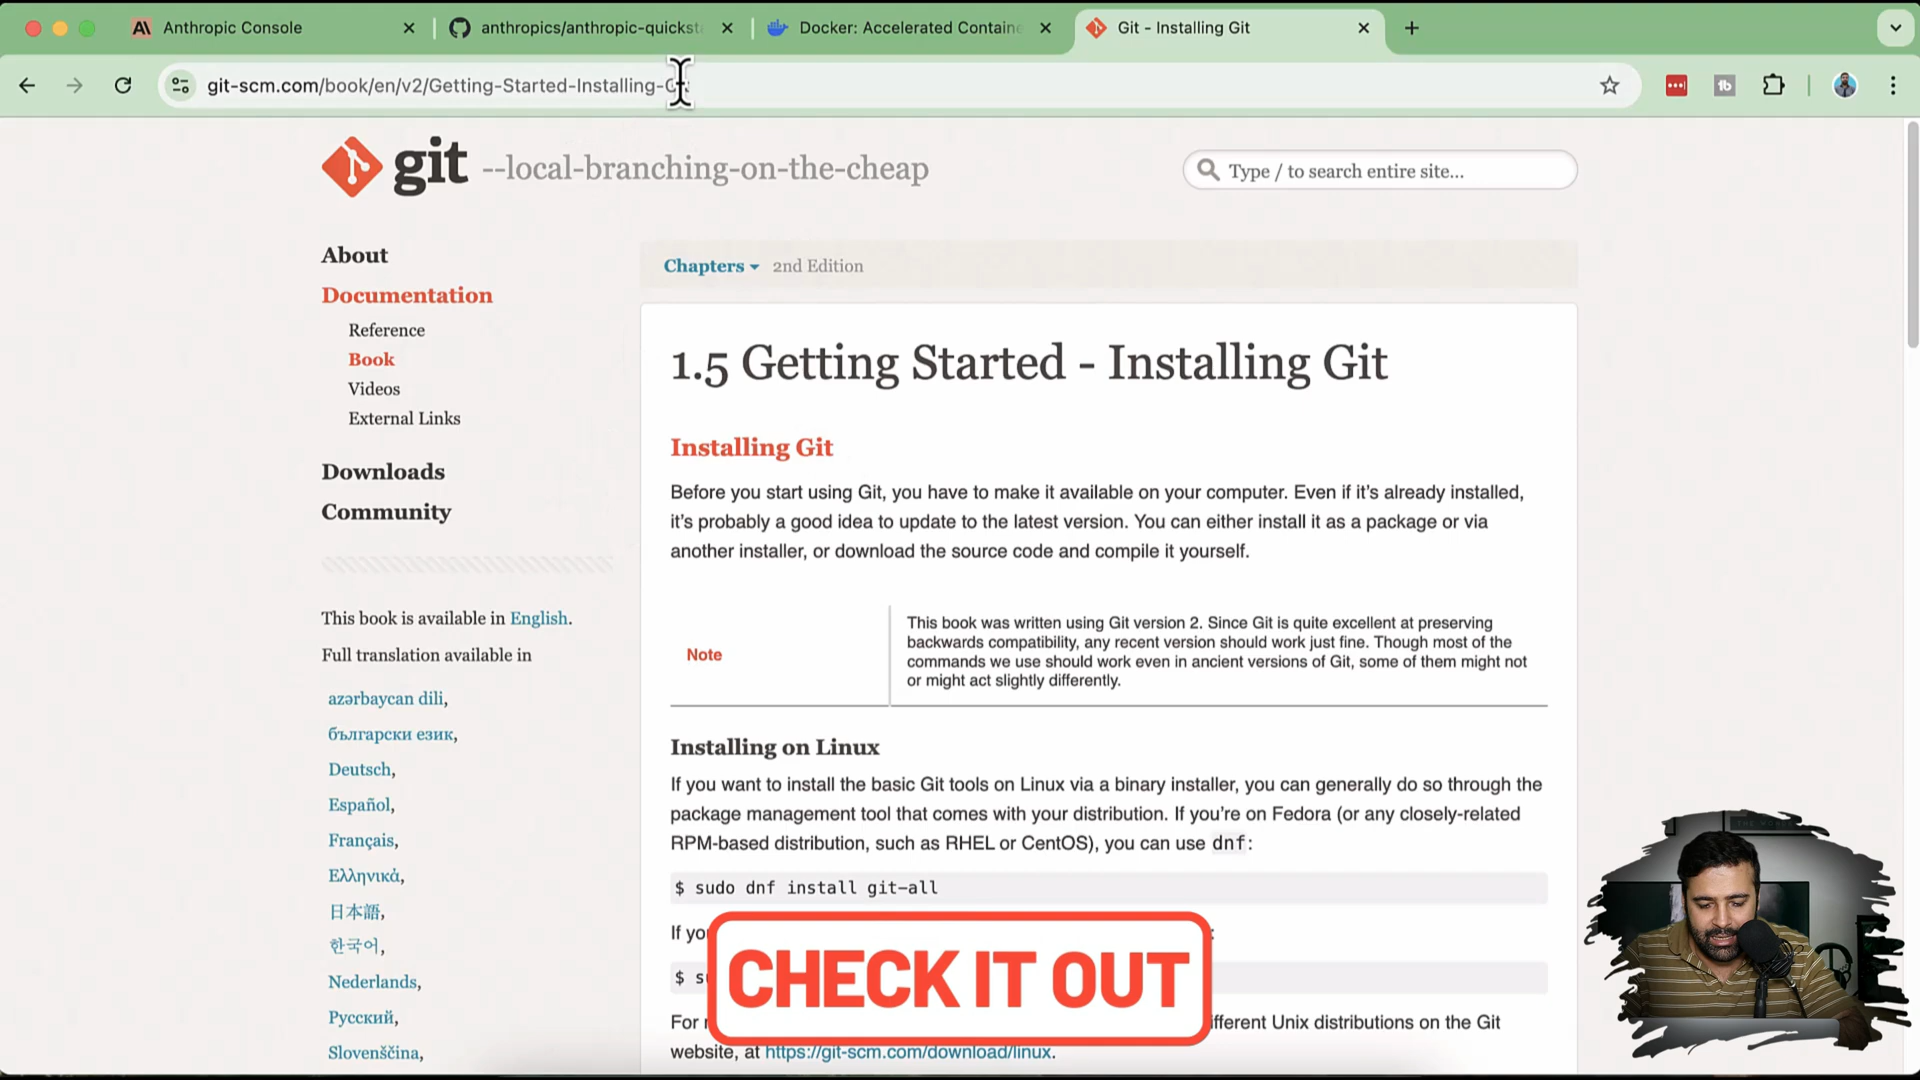 Anthropic Console
anthropics/anthropic-quicksta
Docker: Accelerated Containe
Git - Installing Git
git-scm.com/book/en/v2/Getting-Started-Installing-
git --local-branching-on-the-cheap
Type / to search entire site...
About
Documentation
Reference
Book
Videos
External Links
Downloads
Community
This book is available in English.
Full translation available in
azərbaycan dili,
български език,
Deutsch,
Español,
Français,
Ελληνικά,
日本語,
한국어,
Nederlands,
Русский,
Slovenščina,
Chapters 2nd Edition
1.5 Getting Started - Installing Git
Installing Git
Before you start using Git, you have to make it available on your computer. Even if it’s already installed,
it’s probably a good idea to update to the latest version. You can either install it as a package or via
another installer, or download the source code and compile it yourself.
Note
This book was written using Git version 2. Since Git is quite excellent at preserving
backwards compatibility, any recent version should work just fine. Though most of the
commands we use should work even in ancient versions of Git, some of them might not
or might act slightly differently.
Installing on Linux
If you want to install the basic Git tools on Linux via a binary installer, you can generally do so through the
package management tool that comes with your distribution. If you’re on Fedora (or any closely-related
RPM-based distribution, such as RHEL or CentOS), you can use dnf:
$ sudo dnf install git-all
If yo :
$ s
CHECK IT OUT
For ifferent Unix distributions on the Git
website, at https://git-scm.com/download/linux.